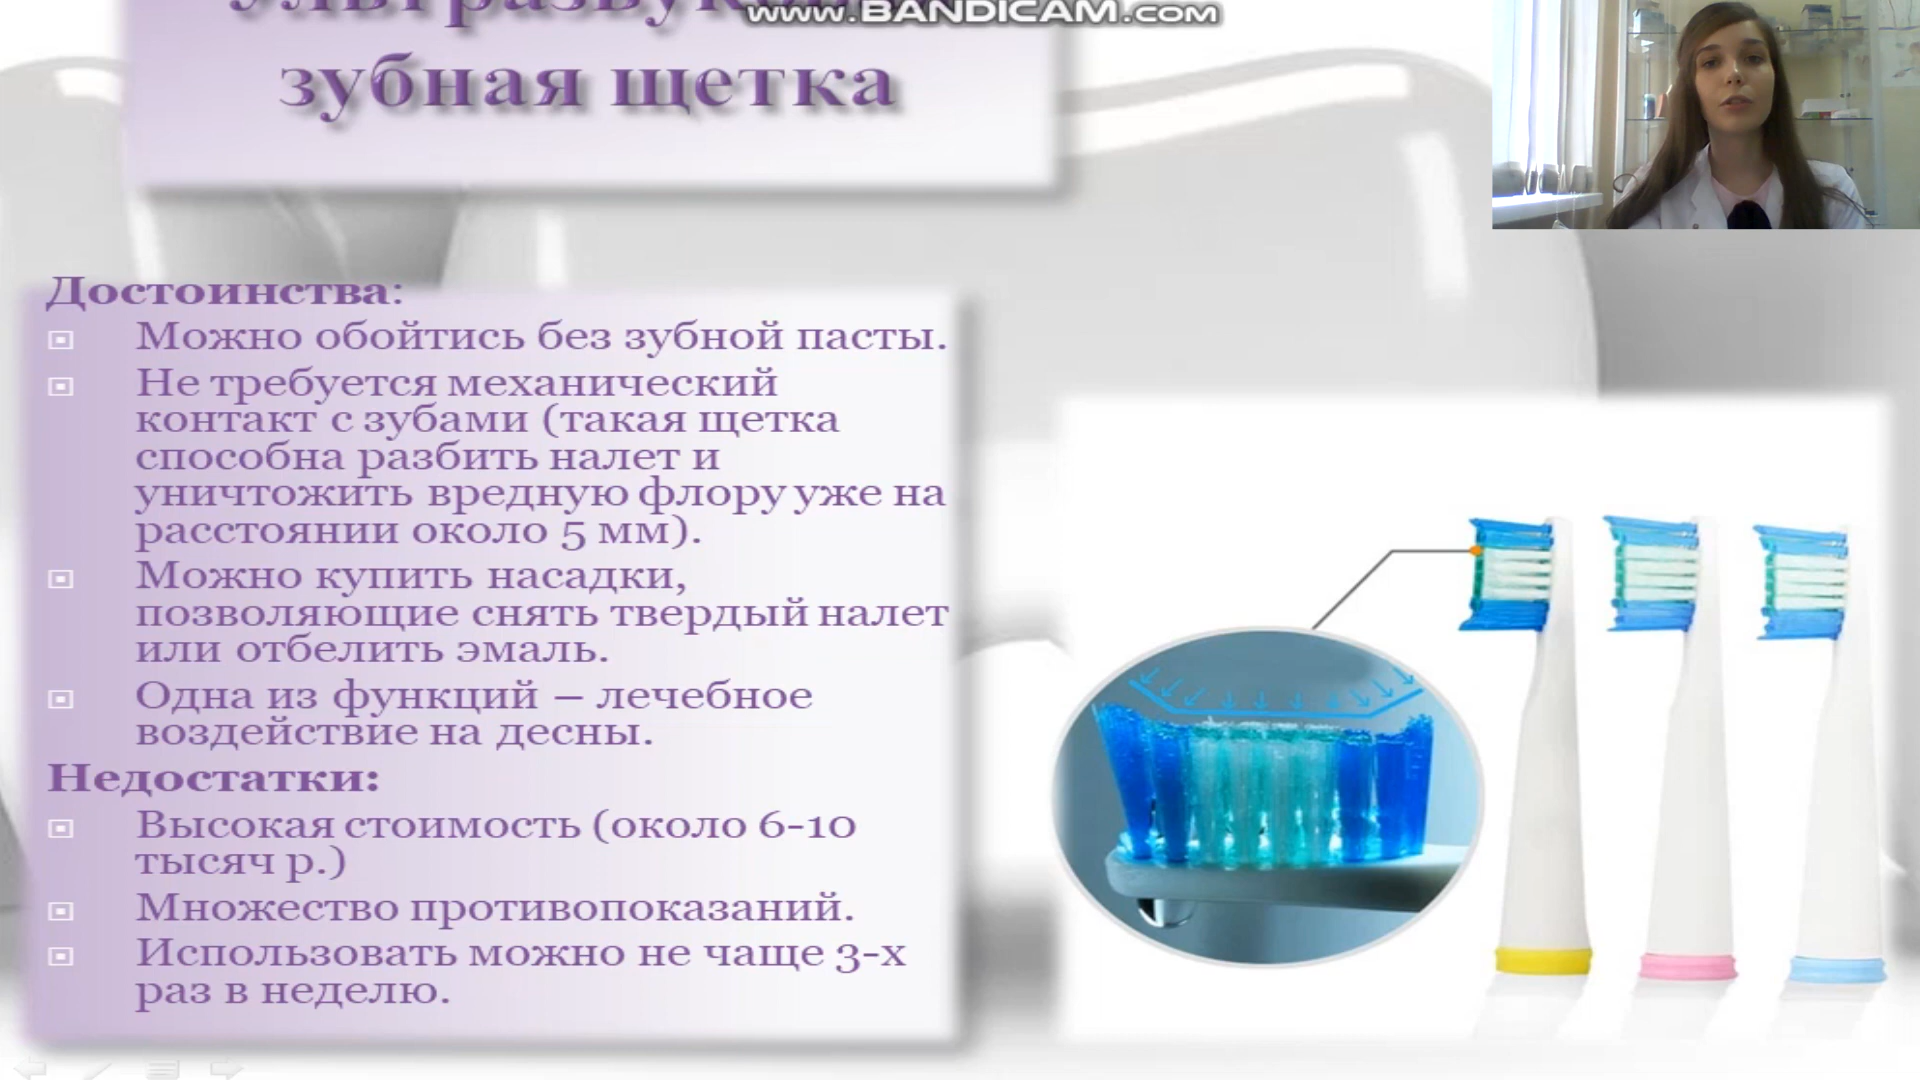 www.BANDICAM.com
Ультразвуковая
зубная щетка
Достоинства:
Можно обойтись без зубной пасты.
Не требуется механический
контакт с зубами (такая щетка
способна разбить налет и
уничтожить вредную флору уже на
расстоянии около 5 мм).
Можно купить насадки,
позволяющие снять твердый налет
или отбелить эмаль.
Одна из функций – лечебное
воздействие на десны.
Недостатки:
Высокая стоимость (около 6-10
тысяч р.)
Множество противопоказаний.
Использовать можно не чаще 3-х
раз в неделю.